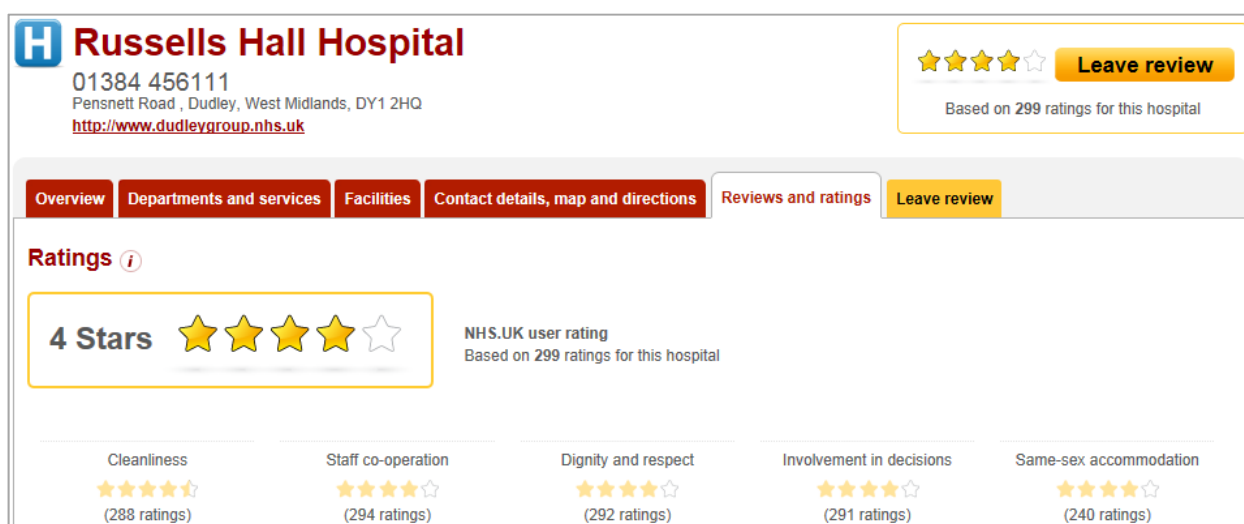 H Russells Hall Hospital
01384 456111
Pensnett Road , Dudley, West Midlands, DY1 2HQ
http://www.dudleygroup.nhs.uk
Leave review
Based on 299 ratings for this hospital
Overview Departments and services Facilities Contact details, map and directions Reviews and ratings Leave review
Ratings i
4 Stars
NHS.UK user rating
Based on 299 ratings for this hospital
Cleanliness Staff co-operation Dignity and respect Involvement in decisions Same-sex accommodation
(288 ratings) (294 ratings) (292 ratings) (291 ratings) (240 ratings)